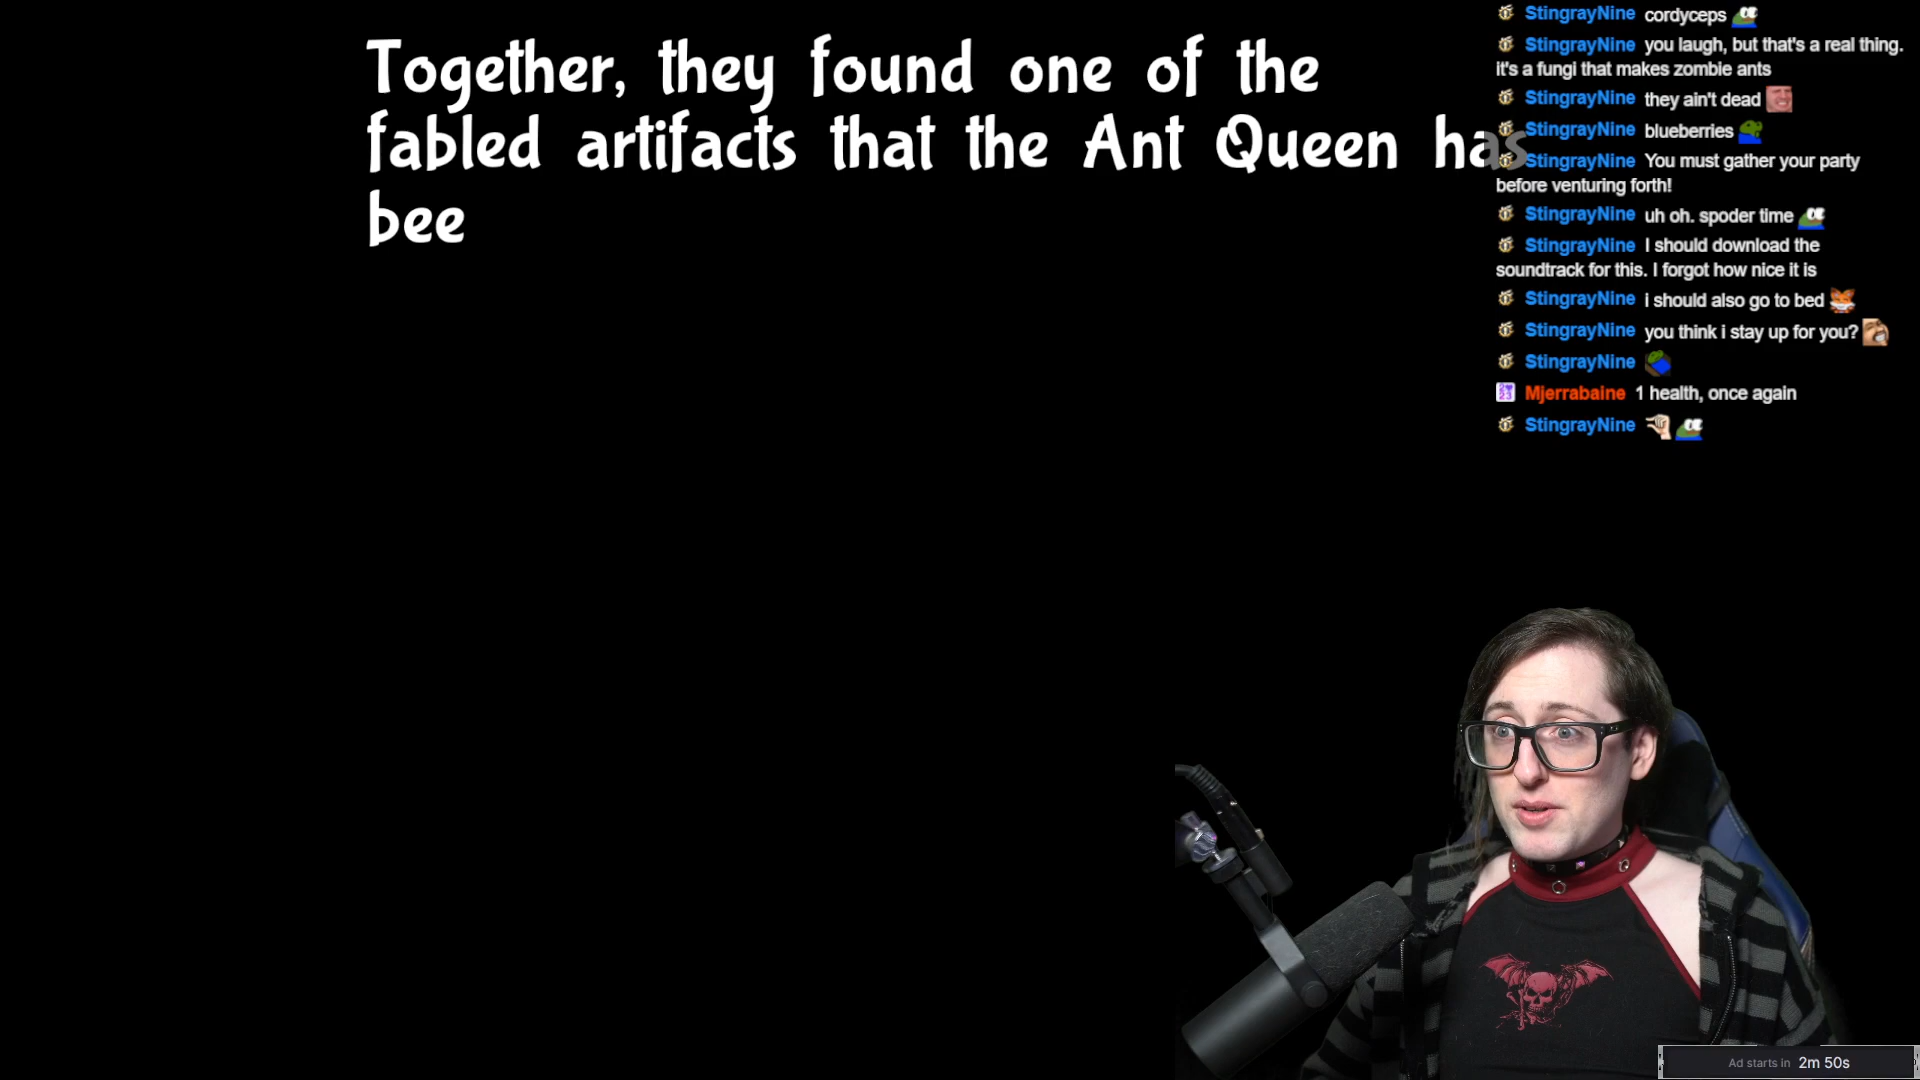 Together, they found one of the
fabled artifacts that the Ant Queen has
bee
StingrayNine cordyceps
StingrayNine you laugh, but that's a real thing.
it's a fungi that makes zombie ants
StingrayNine they ain't dead
StingrayNine blueberries
StingrayNine You must gather your party
before venturing forth!
StingrayNine uh oh. spoder time
StingrayNine I should download the
soundtrack for this. I forgot how nice it is
StingrayNine i should also go to bed
StingrayNine you think i stay up for you?
StingrayNine
Mjerrabaine 1 health, once again
StingrayNine
Ad starts in 2m 50s